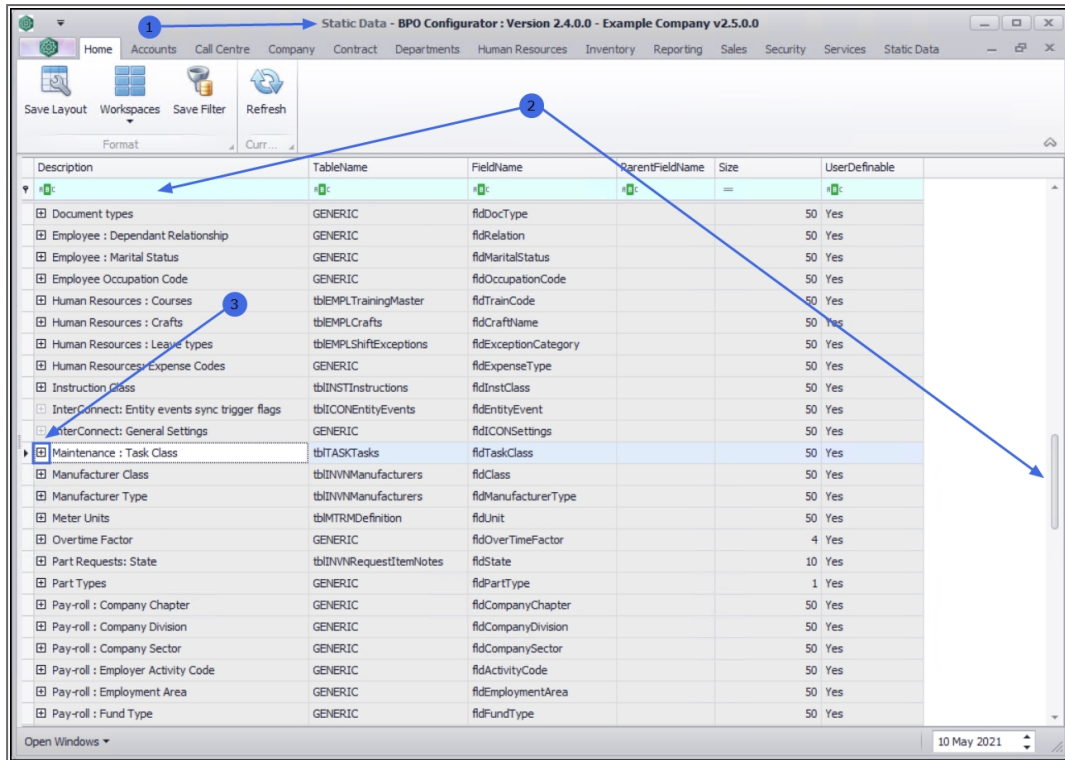 1
Static Data - BPO Configurator : Version 2.4.0.0 - Example Company v2.5.0.0
Home Accounts Call Centre Company Contract Departments Human Resources Inventory Reporting Sales Security Services Static Data
Save Layout Workspaces Save Filter Refresh
2
Format Curr...
Description TableName FieldName ParentFieldName Size UserDefinable
ABC ABC ABC ABC = ABC
Document types GENERIC fldDocType 50 Yes
Employee : Dependant Relationship GENERIC fldRelation 50 Yes
Employee : Marital Status GENERIC fldMaritalStatus 50 Yes
Employee Occupation Code GENERIC fldOccupationCode 50 Yes
Human Resources : Courses tblEMPLTrainingMaster fldTrainCode 50 Yes
3
Human Resources : Crafts tblEMPLCrafts fldCraftName 50 Yes
Human Resources : Leave types tblEMPLShiftExceptions fldExceptionCategory 50 Yes
Human Resources: Expense Codes GENERIC fldExpenseType 50 Yes
Instruction Class tblINSTInstructions fldInstClass 50 Yes
InterConnect: Entity events sync trigger flags tblICONEntityEvents fldEntityEvent 50 Yes
InterConnect: General Settings GENERIC fldICONSettings 50 Yes
Maintenance : Task Class tblTASKTasks fldTaskClass 50 Yes
Manufacturer Class tblINVNManufacturers fldClass 50 Yes
Manufacturer Type tblINVNManufacturers fldManufacturerType 50 Yes
Meter Units tblMTRMDefinition fldUnit 50 Yes
Overtime Factor GENERIC fldOverTimeFactor 4 Yes
Part Requests: State tblINVNRequestItemNotes fldState 10 Yes
Part Types GENERIC fldPartType 1 Yes
Pay-roll : Company Chapter GENERIC fldCompanyChapter 50 Yes
Pay-roll : Company Division GENERIC fldCompanyDivision 50 Yes
Pay-roll : Company Sector GENERIC fldCompanySector 50 Yes
Pay-roll : Employer Activity Code GENERIC fldActivityCode 50 Yes
Pay-roll : Employment Area GENERIC fldEmploymentArea 50 Yes
Pay-roll : Fund Type GENERIC fldFundType 50 Yes
Open Windows 10 May 2021